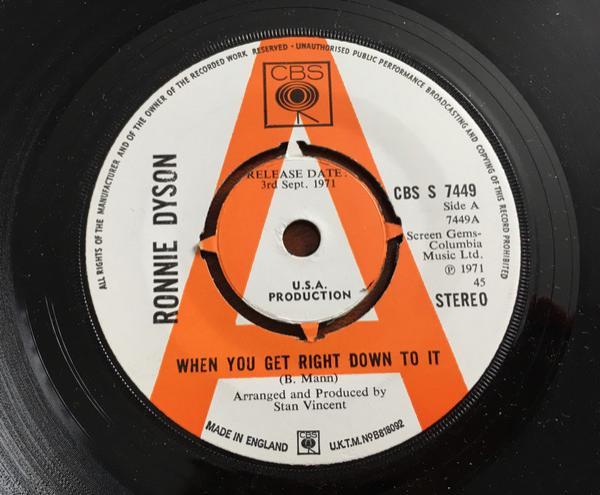 ALL RIGHTS OF THE MANUFACTURER AND OF THE OWNER OF THE RECORDED WORK RESERVED - UNAUTHORISED PUBLIC PERFORMANCE BROADCASTING AND COPYING OF THIS RECORD PROHIBITED
CBS
RONNIE DYSON
RELEASE DATE:
3rd Sept. 1971
CBS S 7449
Side A
7449A
Screen Gems-
Columbia
Music Ltd.
℗ 1971
45
STEREO
U.S.A.
PRODUCTION
WHEN YOU GET RIGHT DOWN TO IT
(B. Mann)
Arranged and Produced by
Stan Vincent
MADE IN ENGLAND CBS U.K.T.M.NºB818092